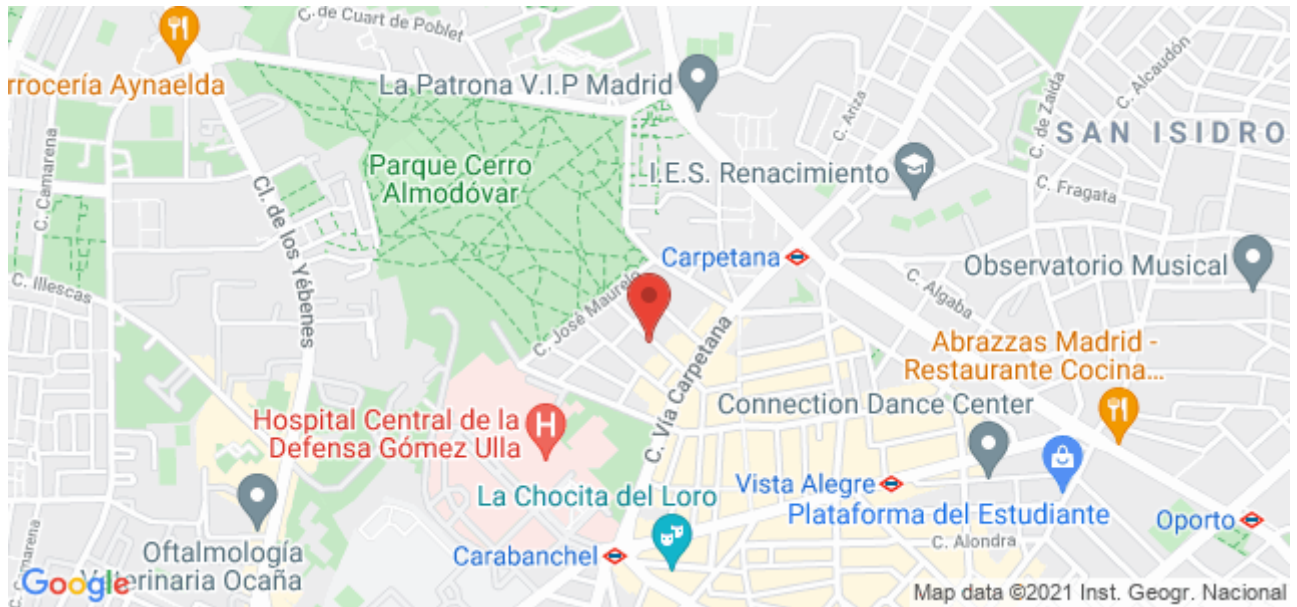 C. de Cuart de Poblet
rrocería Aynaelda
La Patrona V.I.P Madrid
C. Ariza
C. Alcaudón
C. de Zaida
SAN ISIDRO
C. Camarena
Parque Cerro
Almodóvar
I.E.S. Renacimiento
C. Fragata
Cl. de los Yébenes
Carpetana
Observatorio Musical
C. Illescas
C. José Maurelo
C. Algaba
C. Vía Carpetana
Abrazzas Madrid -
Restaurante Cocina...
Connection Dance Center
Hospital Central de la
Defensa Gómez Ulla
H
La Chocita del Loro
Vista Alegre
Plataforma del Estudiante
Oporto
C. Alondra
Carabanchel
Oftalmología
Veterinaria Ocaña
Google
Map data ©2021 Inst. Geogr. Nacional